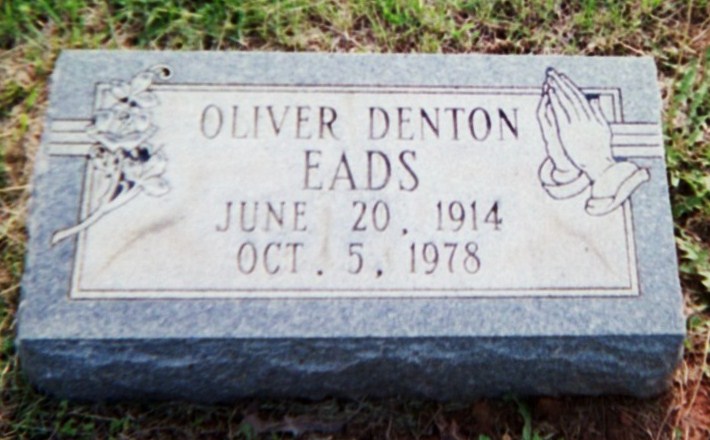 OLIVER DENTON
EADS
JUNE 20, 1914
OCT. 5, 1978